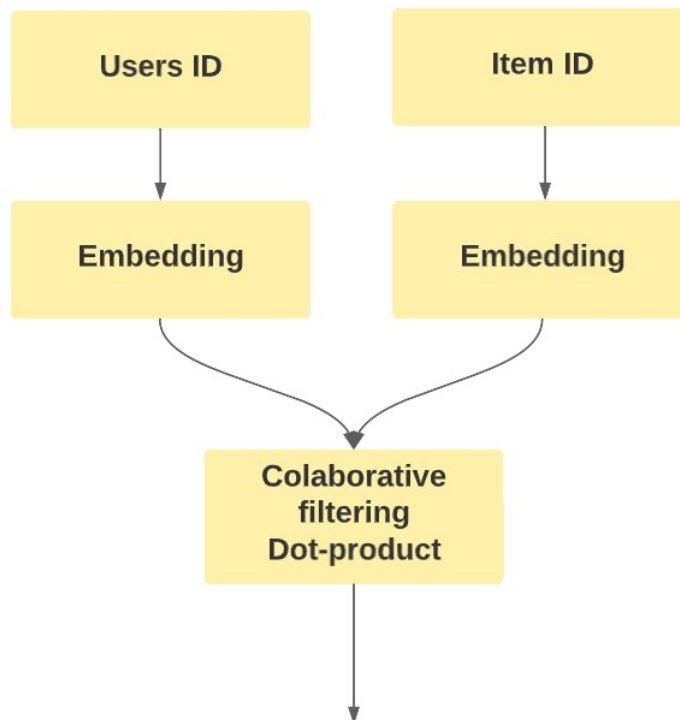 Users ID
Item ID
Embedding
Embedding
Colaborative
filtering
Dot-product